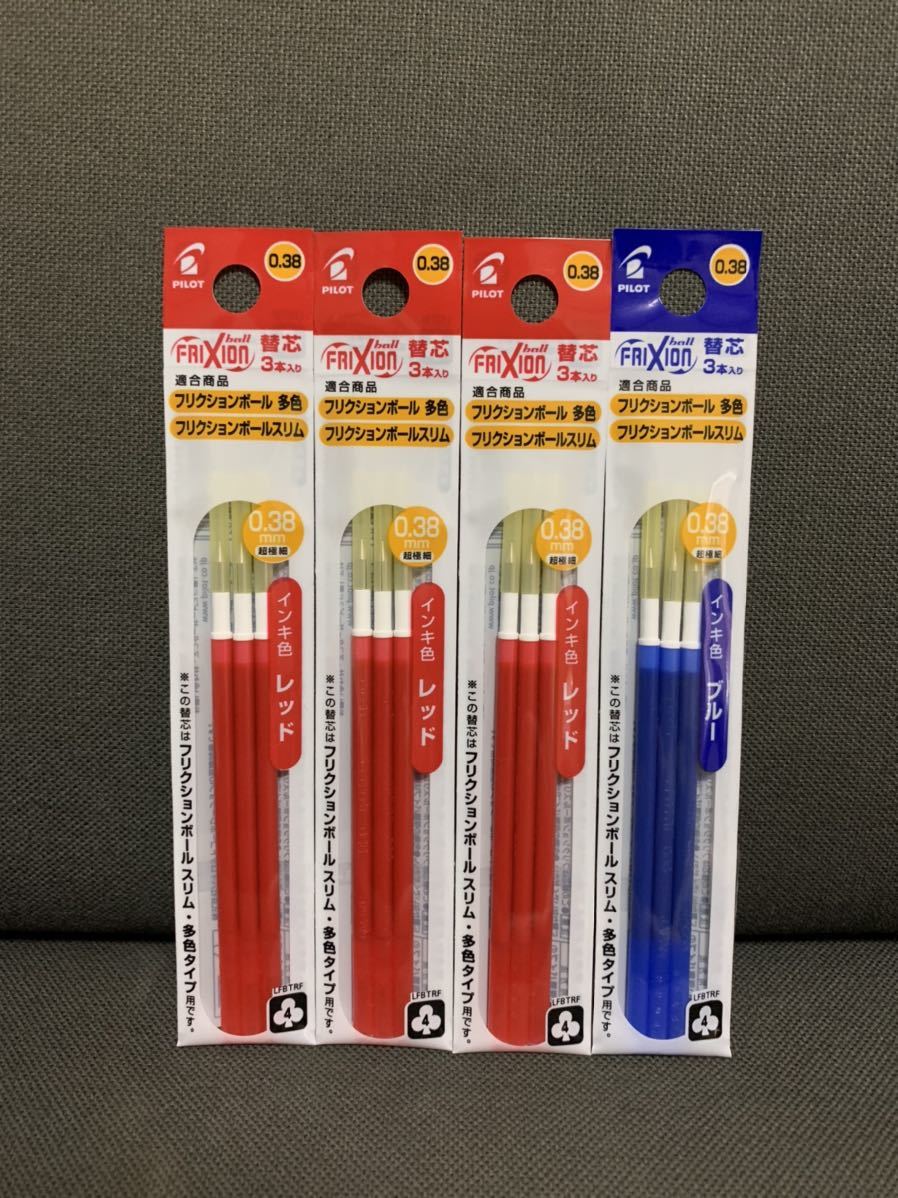 PILOT
0.38
FRIXION ball
替芯
3本入り
適合商品
フリクションボール 多色
フリクションボールスリム
0.38
mm
超極細
インキ色 レッド
※この替芯はフリクションボール スリム・多色タイプ用です。
LFBTRF
4
PILOT
0.38
FRIXION ball
替芯
3本入り
適合商品
フリクションボール 多色
フリクションボールスリム
0.38
mm
超極細
インキ色 レッド
※この替芯はフリクションボール スリム・多色タイプ用です。
LFBTRF
4
PILOT
0.38
FRIXION ball
替芯
3本入り
適合商品
フリクションボール 多色
フリクションボールスリム
0.38
mm
超極細
インキ色 レッド
※この替芯はフリクションボール スリム・多色タイプ用です。
LFBTRF
4
PILOT
0.38
FRIXION ball
替芯
3本入り
適合商品
フリクションボール 多色
フリクションボールスリム
0.38
mm
超極細
インキ色 ブルー
※この替芯はフリクションボール スリム・多色タイプ用です。
LFBTRF
4